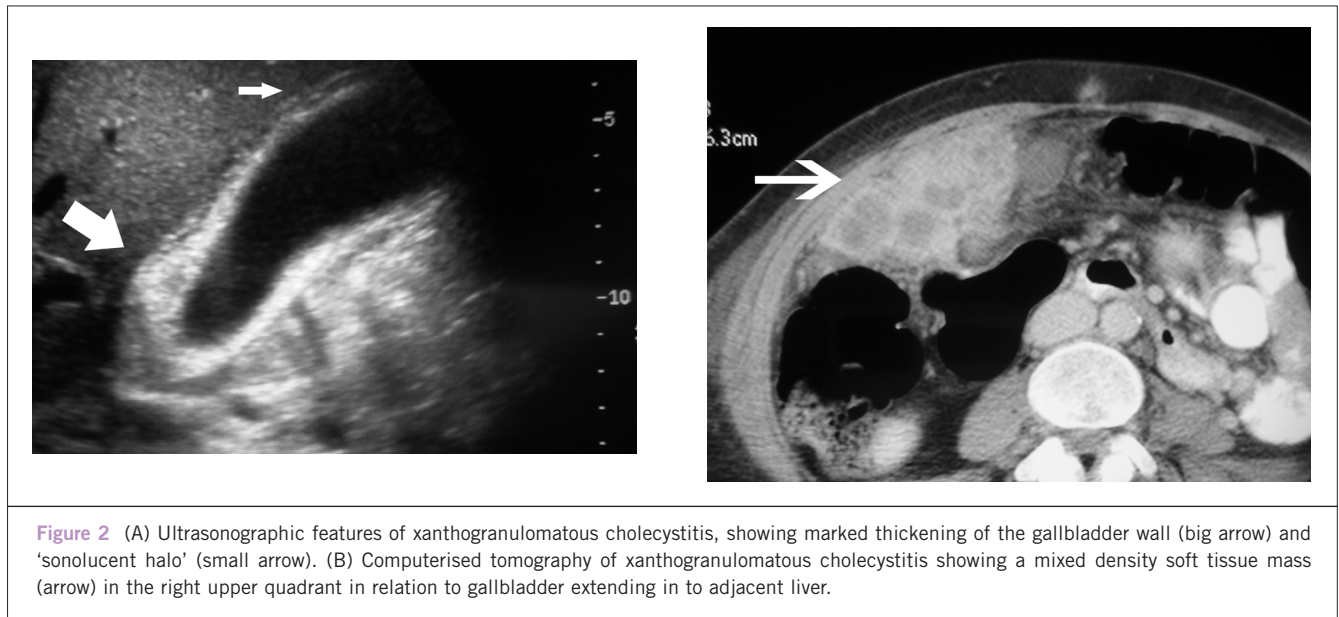 -5
-10
6.3cm
Figure 2 (A) Ultrasonographic features of xanthogranulomatous cholecystitis, showing marked thickening of the gallbladder wall (big arrow) and
‘sonolucent halo’ (small arrow). (B) Computerised tomography of xanthogranulomatous cholecystitis showing a mixed density soft tissue mass
(arrow) in the right upper quadrant in relation to gallbladder extending in to adjacent liver.